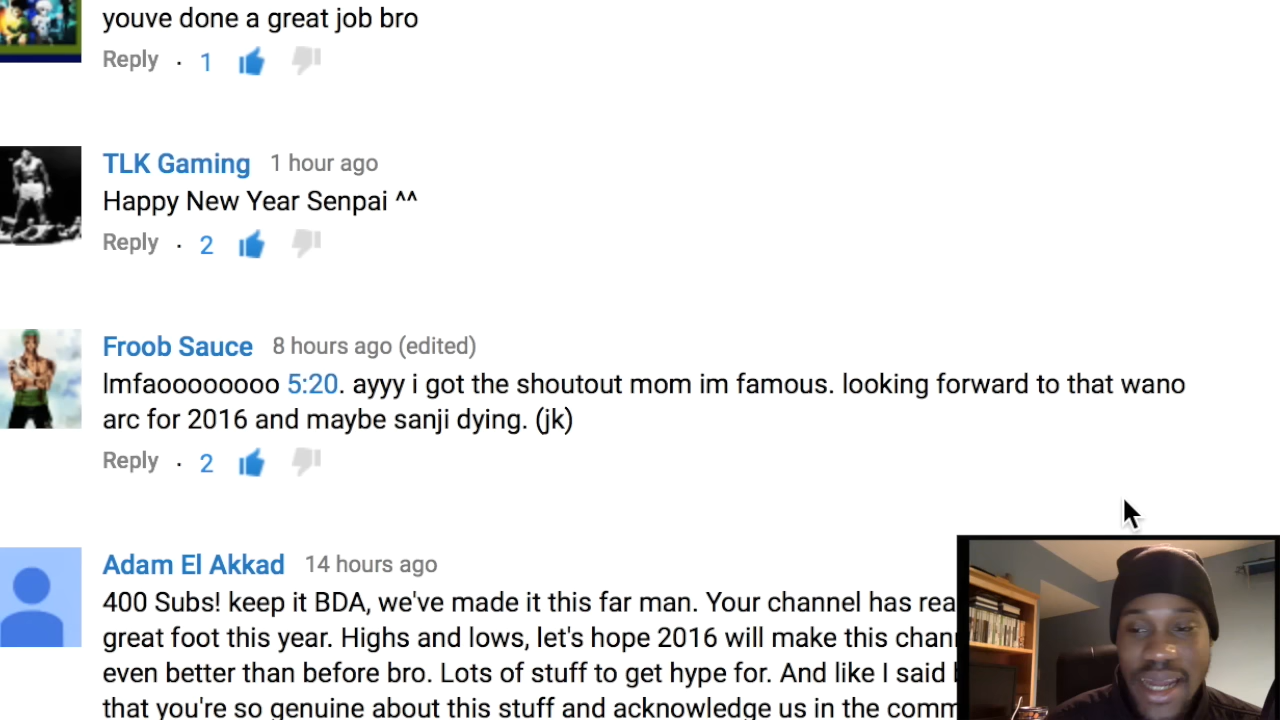 youve done a great job bro
Reply · 1
TLK Gaming 1 hour ago
Happy New Year Senpai ^^
Reply · 2
Froob Sauce 8 hours ago (edited)
lmfaooooooooo 5:20. ayyy i got the shoutout mom im famous. looking forward to that wano
arc for 2016 and maybe sanji dying. (jk)
Reply · 2
Adam El Akkad 14 hours ago
400 Subs! keep it BDA, we've made it this far man. Your channel has rea
great foot this year. Highs and lows, let's hope 2016 will make this chan
even better than before bro. Lots of stuff to get hype for. And like I said
that you're so genuine about this stuff and acknowledge us in the comm